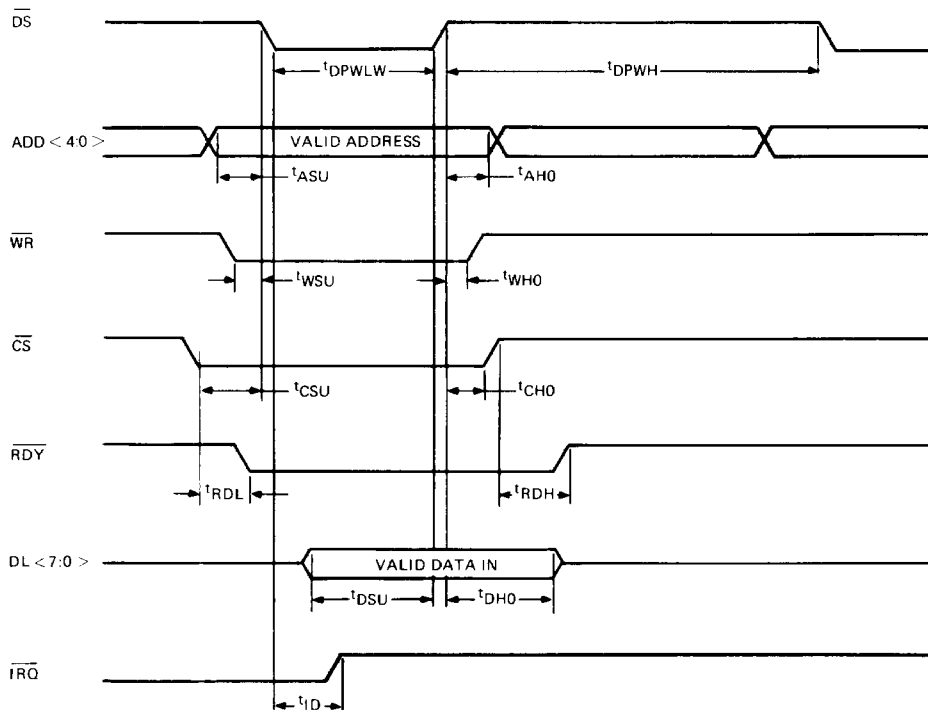 DS
tDPWLW
tDPWH
ADD <4:0>
VALID ADDRESS
tASU
tAH0
WR
tWSU
tWH0
CS
tCSU
tCH0
RDY
tRDL
tRDH
DL <7:0>
VALID DATA IN
tDSU
tDH0
IRQ
tID